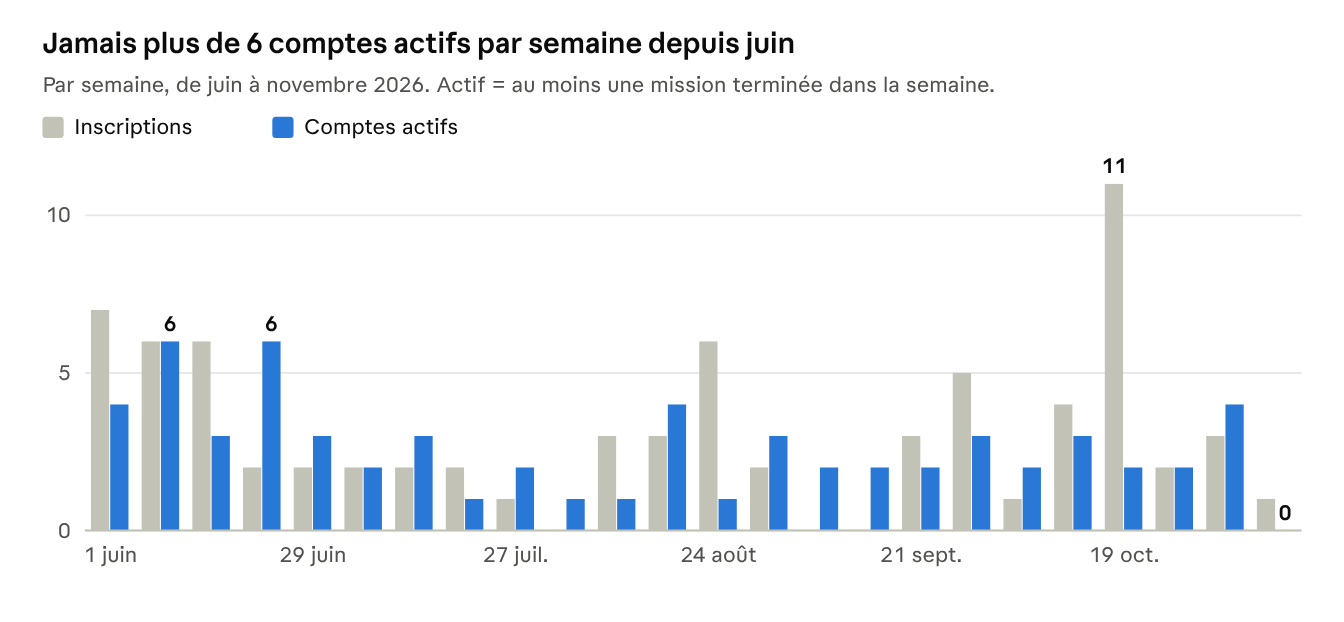 Jamais plus de 6 comptes actifs par semaine depuis juin
Par semaine, de juin à novembre 2026. Actif = au moins une mission terminée dans la semaine.
Inscriptions Comptes actifs
11
10
6 6
5
0
0
1 juin 29 juin 27 juil. 24 août 21 sept. 19 oct.